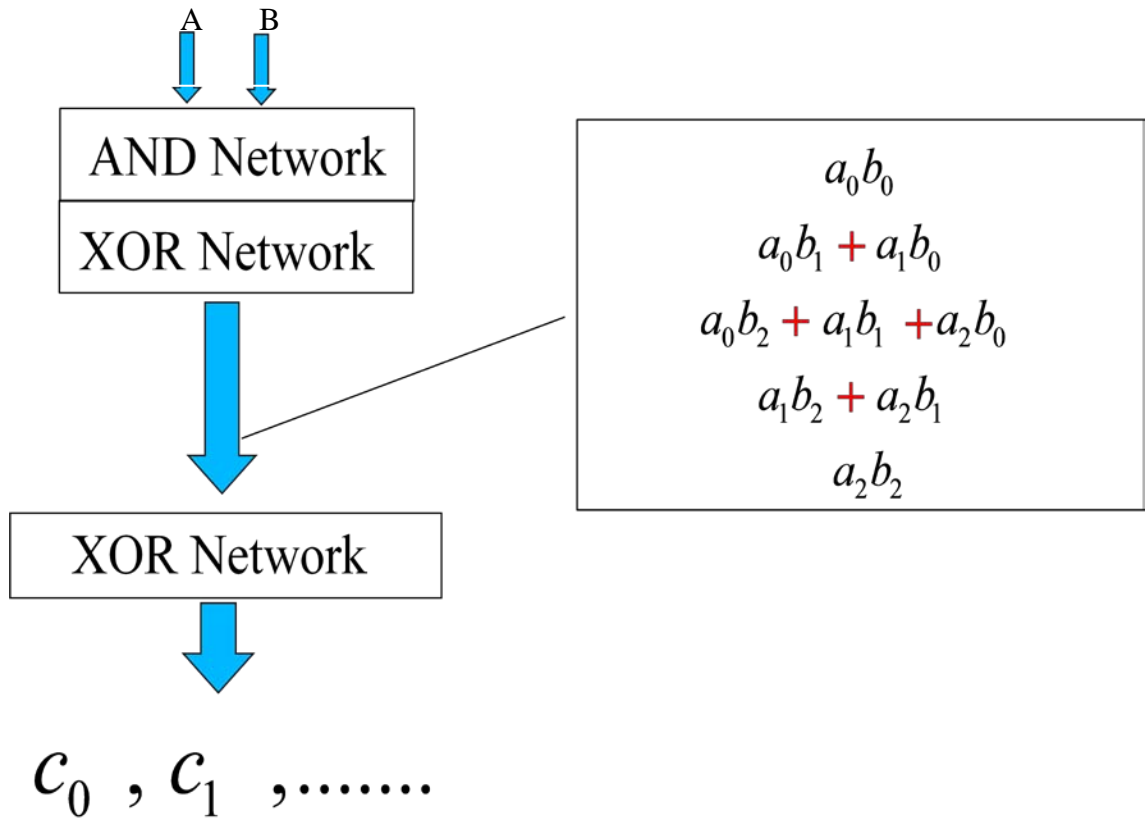 A B
AND Network
XOR Network
a₀b₀
a₀b₁ + a₁b₀
a₀b₂ + a₁b₁ + a₂b₀
a₁b₂ + a₂b₁
a₂b₂
XOR Network
c₀ , c₁ ,.......